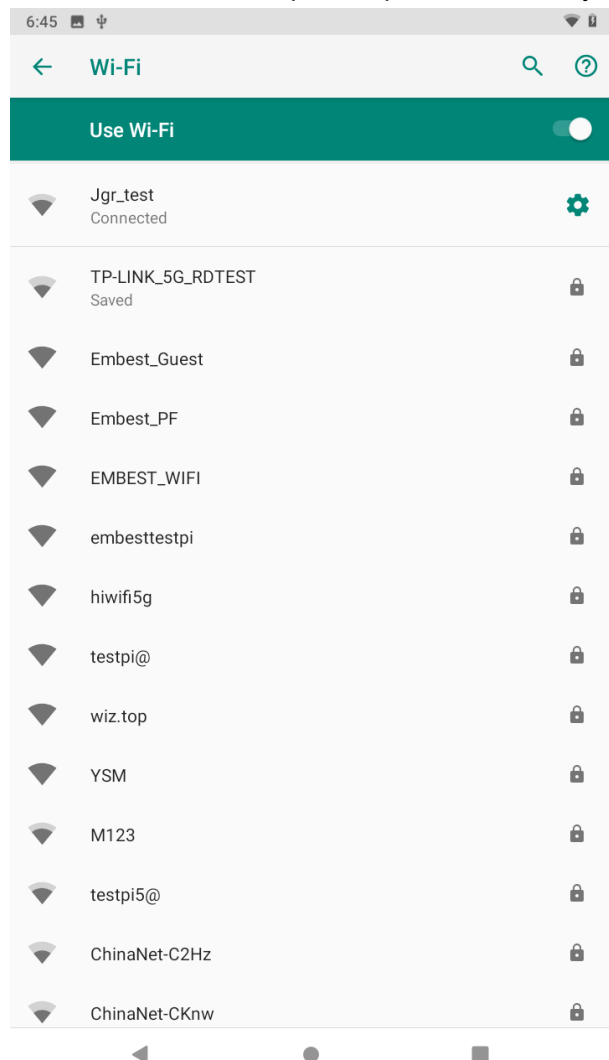 6:45
Wi-Fi
Use Wi-Fi
Jgr_test
Connected
TP-LINK_5G_RDTEST
Saved
Embest_Guest
Embest_PF
EMBEST_WIFI
embesttestpi
hiwifi5g
testpi@
wiz.top
YSM
M123
testpi5@
ChinaNet-C2Hz
ChinaNet-CKnw